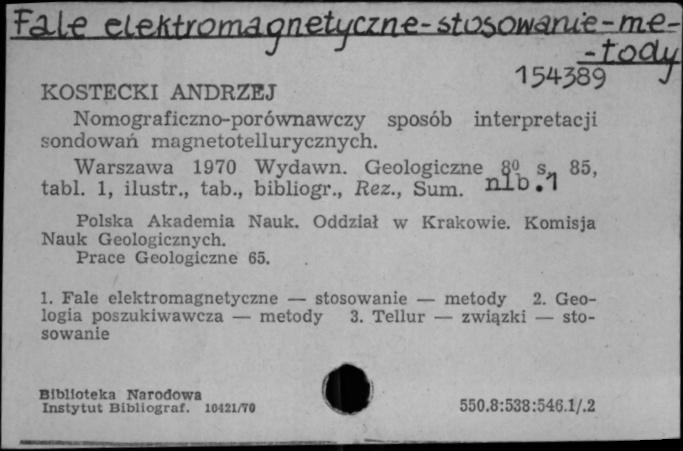 Fale elektromagnetyczne-stosowanie-me-
-tody
154389
KOSTECKI ANDRZEJ
Nomograficzno-porównawczy sposób interpretacji
sondowań magnetotellurycznych.
Warszawa 1970 Wydawn. Geologiczne 8⁰ s. 85,
nlb.1
tabl. 1, ilustr., tab., bibliogr., Rez., Sum.
Polska Akademia Nauk. Oddział w Krakowie. Komisja
Nauk Geologicznych.
Prace Geologiczne 65.
1. Fale elektromagnetyczne — stosowanie — metody 2. Geo-
logia poszukiwawcza — metody 3. Tellur — związki — sto-
sowanie
Biblioteka Narodowa
Instytut Bibliograf. 10421/70
550.8:538:546.1/.2